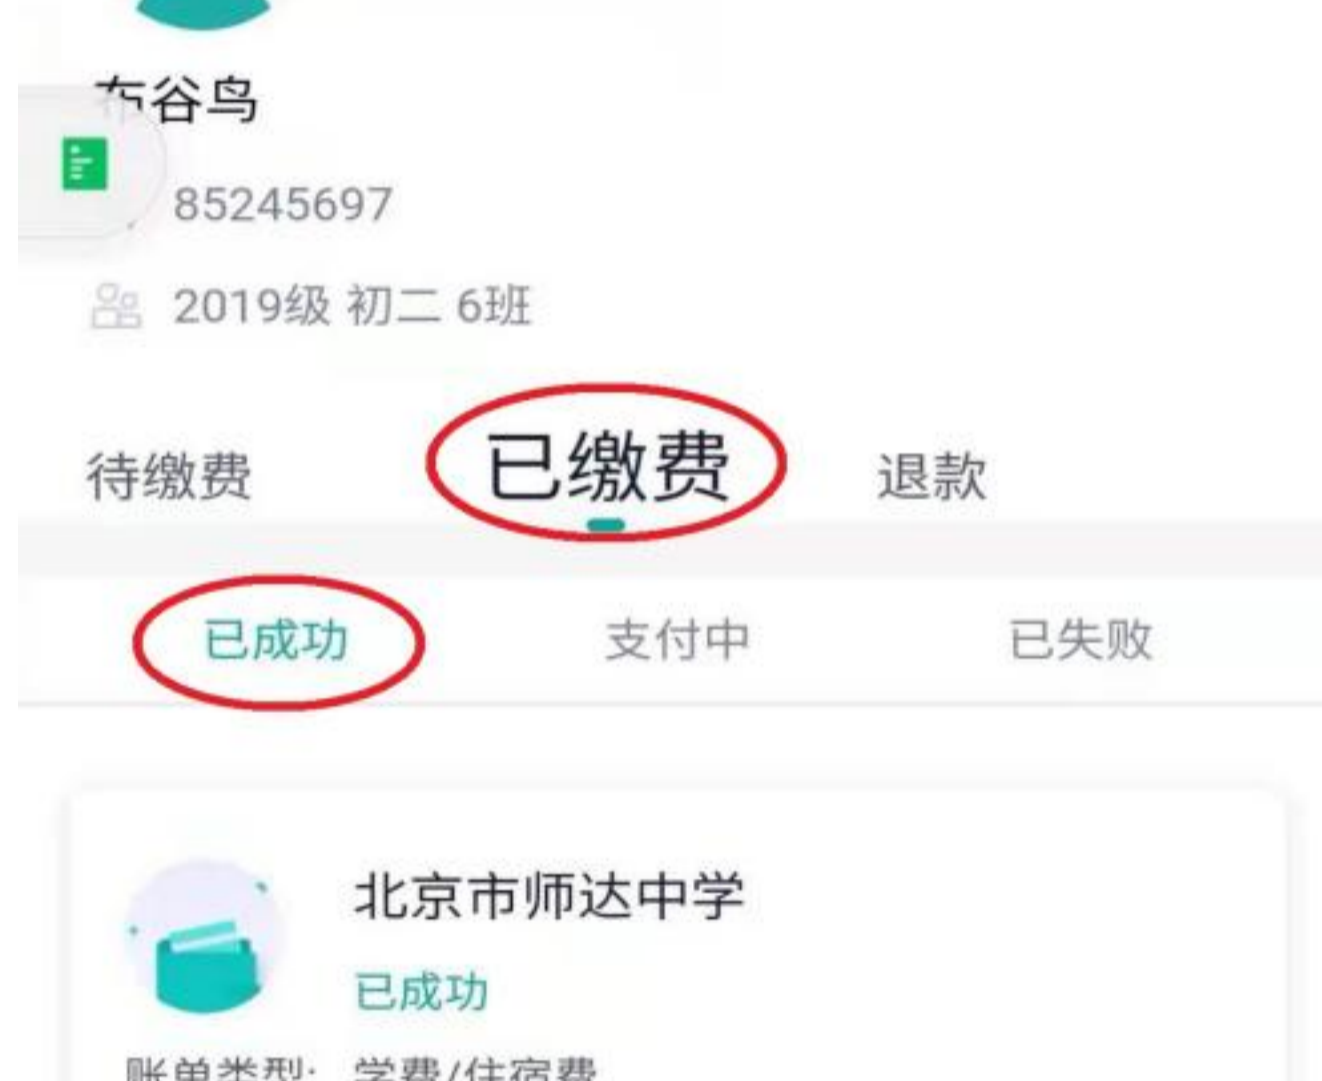 布谷鸟
85245697
2019级 初二 6班
待缴费 已缴费 退款
已成功 支付中 已失败
北京市师达中学
已成功
账单类型: 学费/住宿费